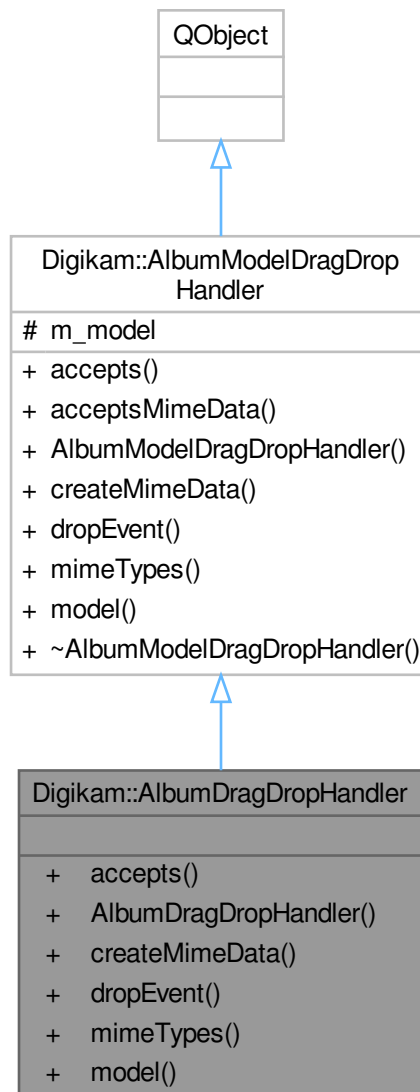 QObject
Digikam::AlbumModelDragDrop
Handler
# m_model
+ accepts()
+ acceptsMimeData()
+ AlbumModelDragDropHandler()
+ createMimeData()
+ dropEvent()
+ mimeTypes()
+ model()
+ ~AlbumModelDragDropHandler()
Digikam::AlbumDragDropHandler
+ accepts()
+ AlbumDragDropHandler()
+ createMimeData()
+ dropEvent()
+ mimeTypes()
+ model()